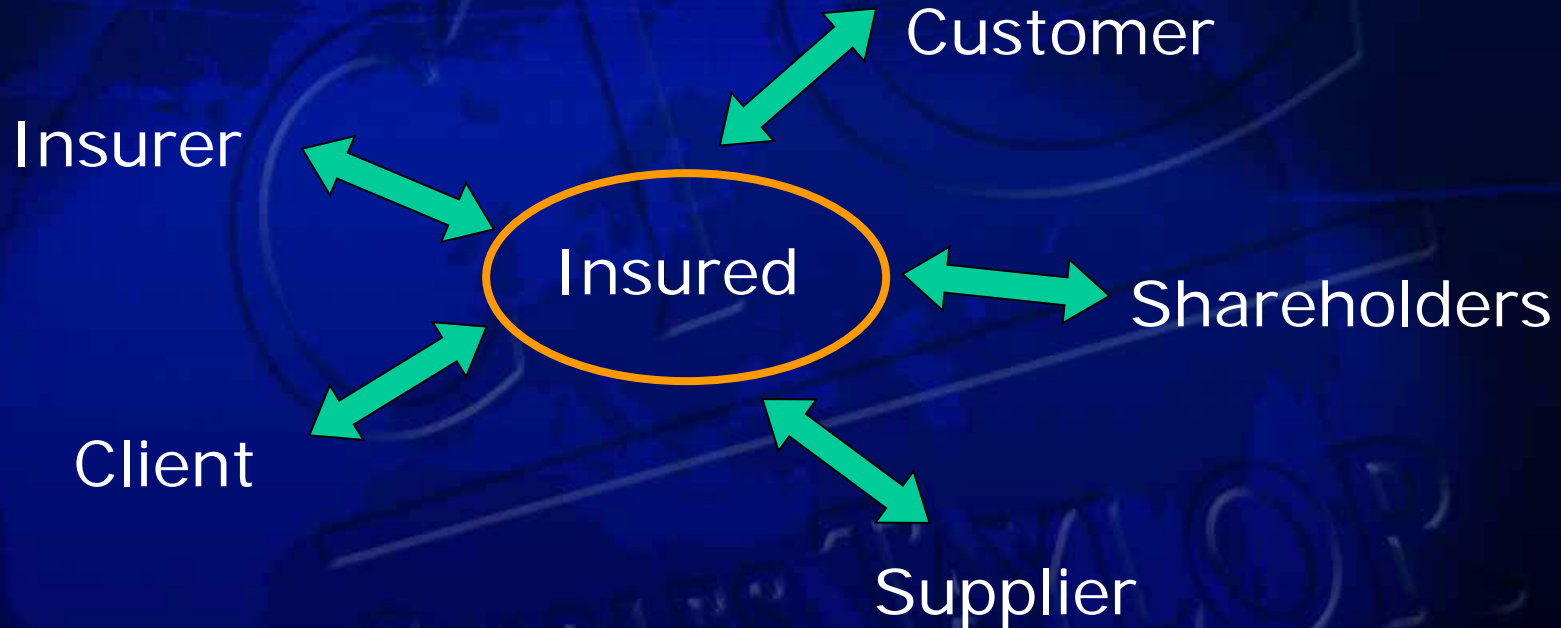 Customer
Insurer
Insured
Shareholders
Client
Supplier